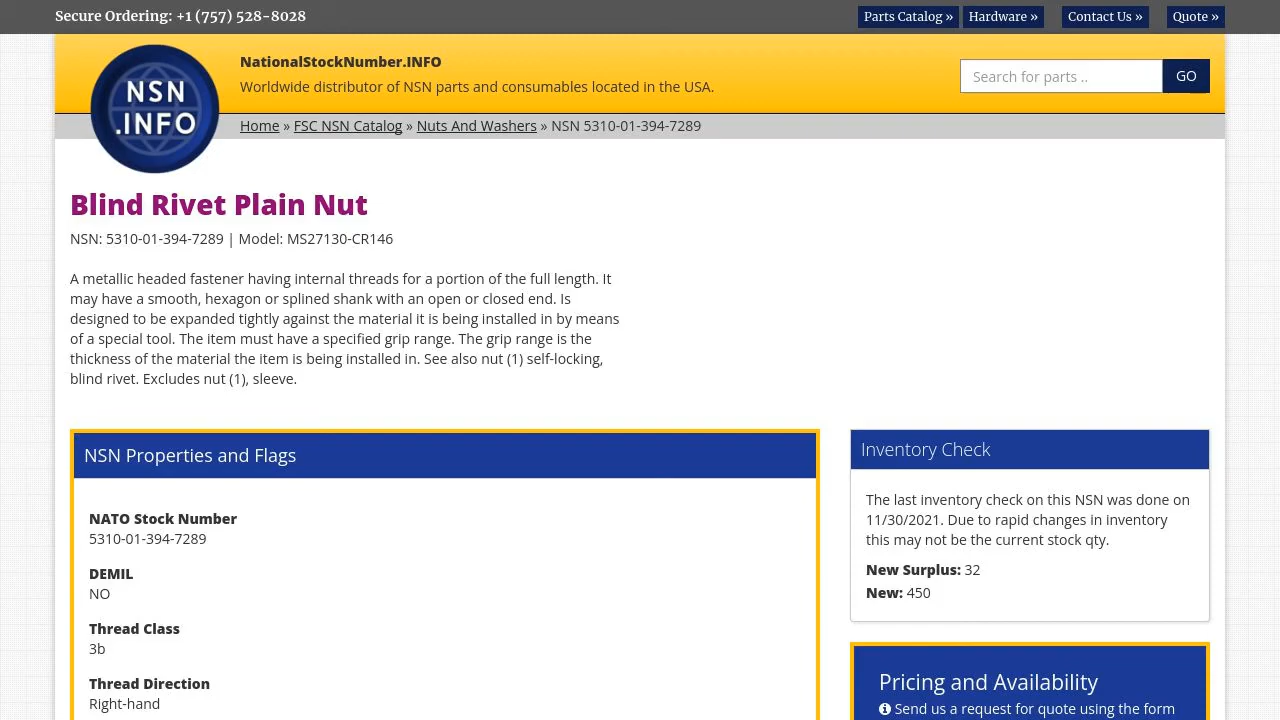 Secure Ordering: +1 (757) 528-8028
Parts Catalog » Hardware » Contact Us » Quote »
NSN
.INFO
NationalStockNumber.INFO
Worldwide distributor of NSN parts and consumables located in the USA.
Search for parts .. GO
Home » FSC NSN Catalog » Nuts And Washers » NSN 5310-01-394-7289
Blind Rivet Plain Nut
NSN: 5310-01-394-7289 | Model: MS27130-CR146
A metallic headed fastener having internal threads for a portion of the full length. It
may have a smooth, hexagon or splined shank with an open or closed end. Is
designed to be expanded tightly against the material it is being installed in by means
of a special tool. The item must have a specified grip range. The grip range is the
thickness of the material the item is being installed in. See also nut (1) self-locking,
blind rivet. Excludes nut (1), sleeve.
NSN Properties and Flags
NATO Stock Number
5310-01-394-7289
DEMIL
NO
Thread Class
3b
Thread Direction
Right-hand
Inventory Check
The last inventory check on this NSN was done on
11/30/2021. Due to rapid changes in inventory
this may not be the current stock qty.
New Surplus: 32
New: 450
Pricing and Availability
Send us a request for quote using the form